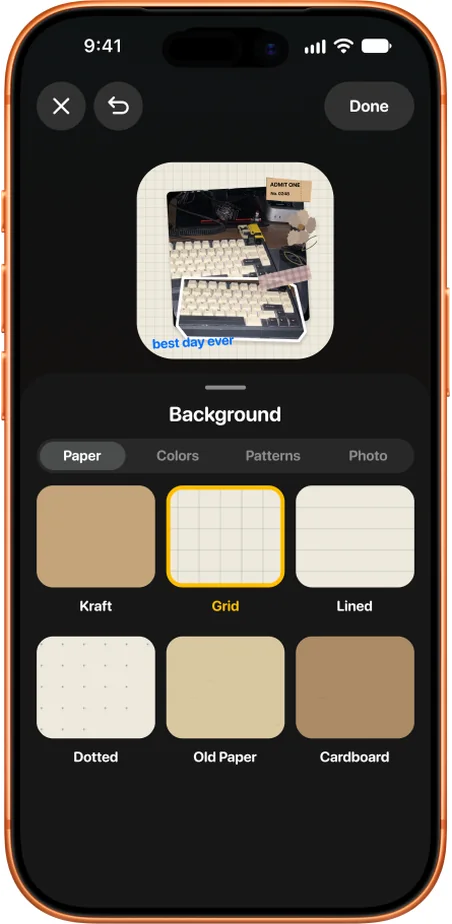 9:41
Done
ADMIT ONE
No. 0248
best day ever
Background
Paper Colors Patterns Photo
Kraft Grid Lined
Dotted Old Paper Cardboard